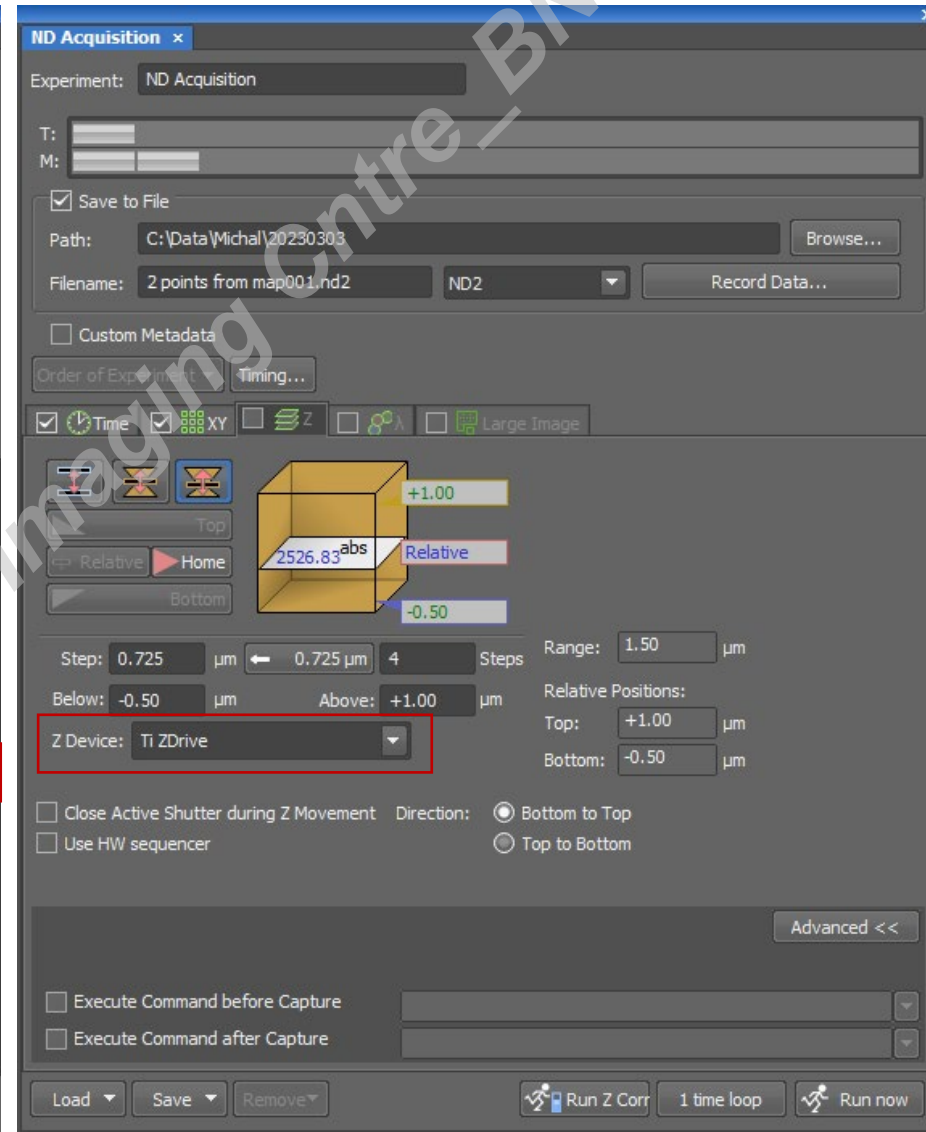 ND Acquisition ×
Experiment: ND Acquisition
T:
M:
Save to File
Path: C:\Data\Michal\20230303 Browse...
Filename: 2 points from map001.nd2 ND2 Record Data...
Custom Metadata
Order of Experiment Timing...
Time XY Z λ Large Image
+1.00
Top
2526.83 abs Relative
Relative Home
Bottom
-0.50
Step: 0.725 µm 0.725 µm 4 Steps Range: 1.50 µm
Below: -0.50 µm Above: +1.00 µm Relative Positions:
Top: +1.00 µm
Z Device: Ti ZDrive
Bottom: -0.50 µm
Close Active Shutter during Z Movement Direction: Bottom to Top
Use HW sequencer Top to Bottom
Advanced <<
Execute Command before Capture
Execute Command after Capture
Load Save Remove Run Z Corr 1 time loop Run now
Imaging Cntre_